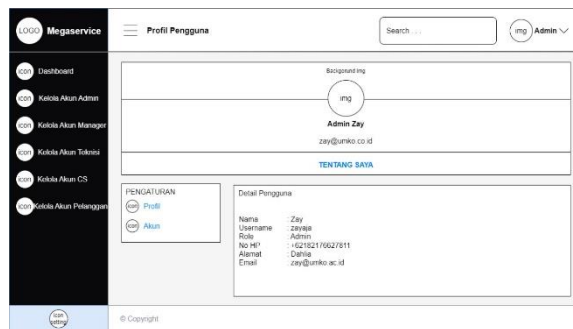 LOGO Megaservice
Profil Pengguna
Search . . .
img Admin
icon Dashboard
icon Kelola Akun Admin
icon Kelola Akun Manager
icon Kelola Akun Teknisi
icon Kelola Akun CS
icon Kelola Akun Pelanggan
icon setting
Background img
img
Admin Zay
zay@umko.co.id
TENTANG SAYA
PENGATURAN
icon Profil
icon Akun
Detail Pengguna
Nama : Zay
Username : zayaja
Role : Admin
No HP : +62182176627811
Alamat : Dahlia
Email : zay@umko.ac.id
© Copyright